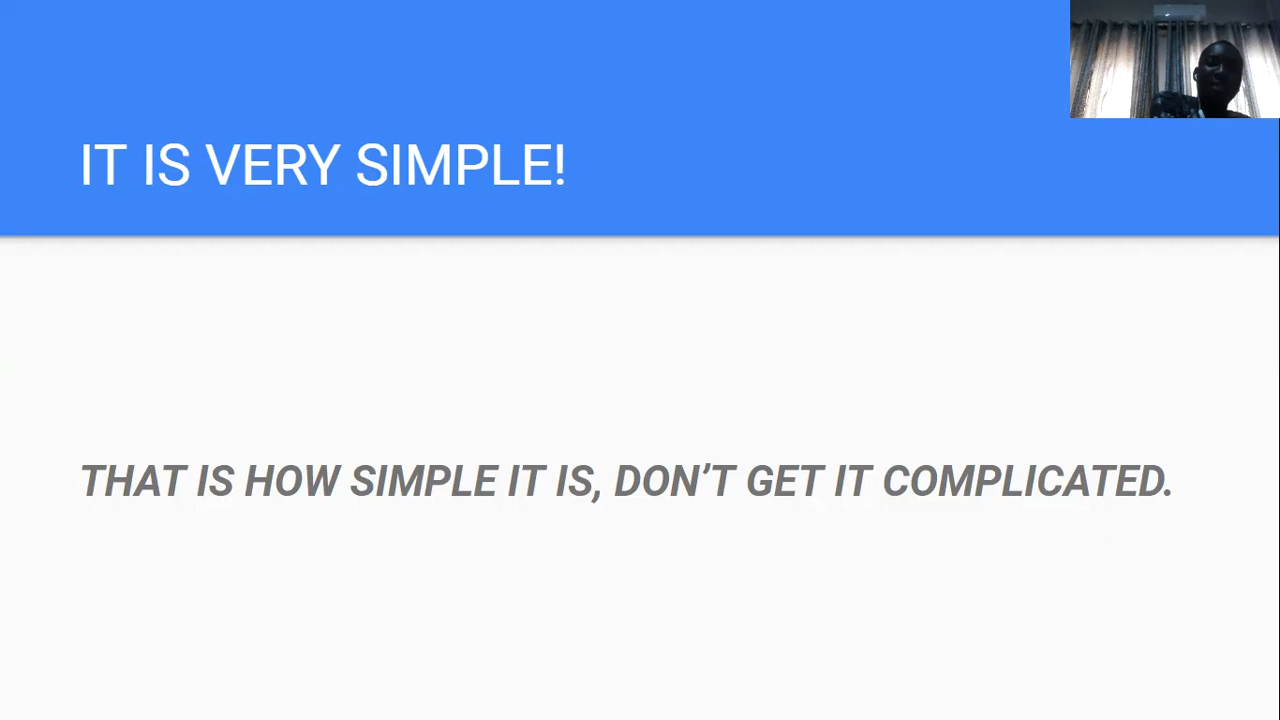 IT IS VERY SIMPLE!
THAT IS HOW SIMPLE IT IS, DON’T GET IT COMPLICATED.